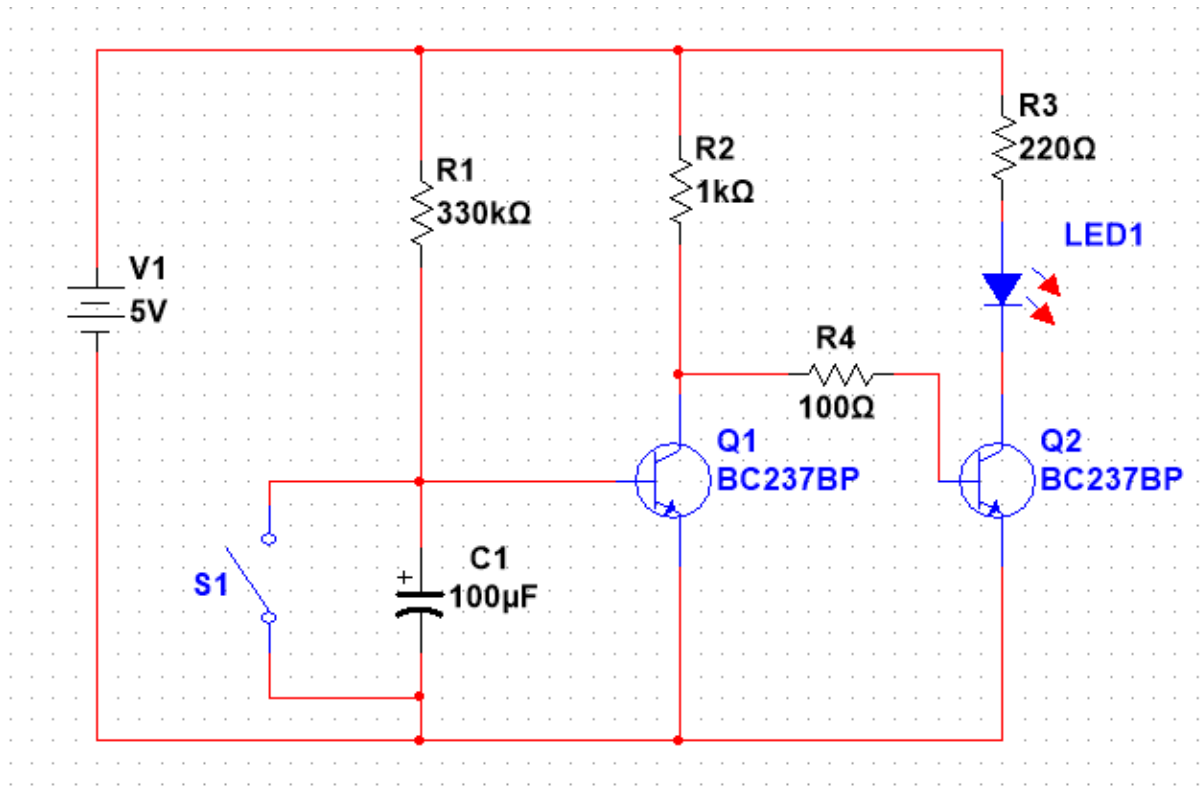 R3
220Ω
R2
1kΩ
R1
330kΩ
LED1
V1
5V
R4
100Ω
Q1
BC237BP
Q2
BC237BP
S1
C1
+
100µF